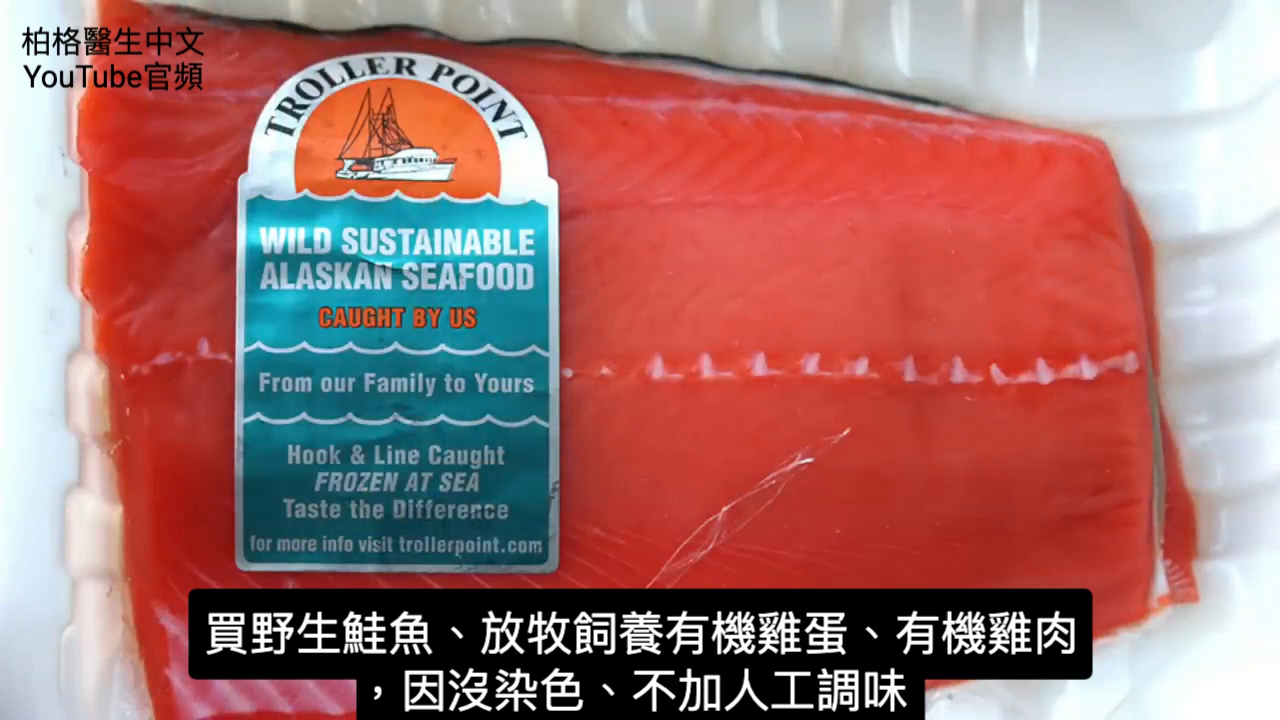 柏格醫生中文
YouTube官頻
TROLLER POINT
WILD SUSTAINABLE
ALASKAN SEAFOOD
CAUGHT BY US
From our Family to Yours
Hook & Line Caught
FROZEN AT SEA
Taste the Difference
for more info visit trollerpoint.com
買野生鮭魚、放牧飼養有機雞蛋、有機雞肉
，因沒染色、不加人工調味